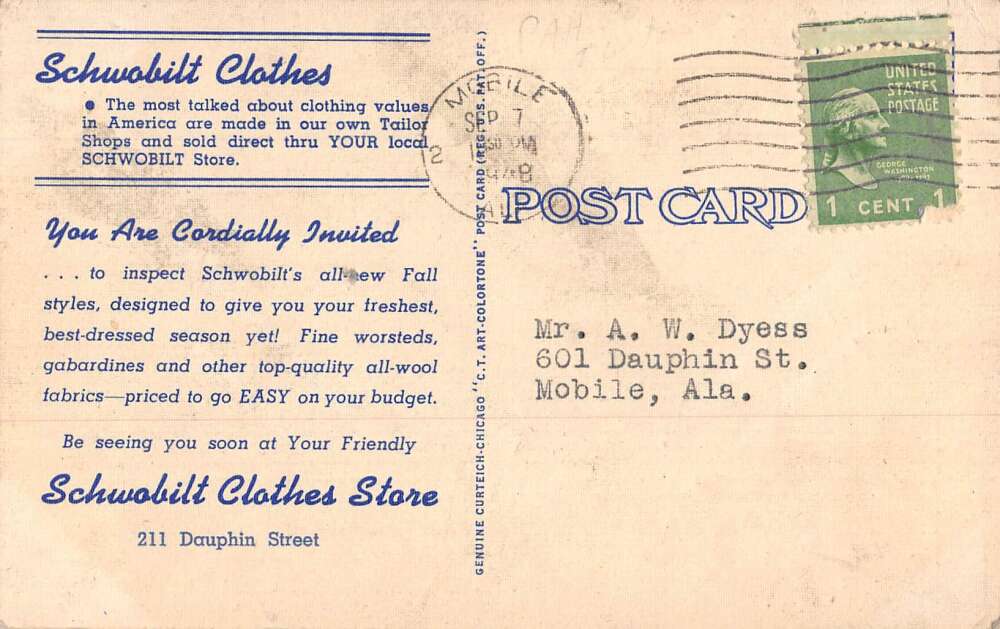 Schwobilt Clothes
• The most talked about clothing values
in America are made in our own Tailor
Shops and sold direct thru YOUR local
SCHWOBILT Store.
You Are Cordially Invited
. . . to inspect Schwobilt's all-new Fall
styles, designed to give you your freshest,
best-dressed season yet! Fine worsteds,
gabardines and other top-quality all-wool
fabrics—priced to go EASY on your budget.
Be seeing you soon at Your Friendly
Schwobilt Clothes Store
211 Dauphin Street
GENUINE CURTEICH-CHICAGO "C.T. ART-COLORTONE" POST CARD (REG. U.S. PAT. OFF.)
MOBILE
SEP 7
PM
1948
2
POST CARD
UNITED
STATES
POSTAGE
GEORGE
WASHINGTON
1 CENT 1
Mr. A. W. Dyess
601 Dauphin St.
Mobile, Ala.